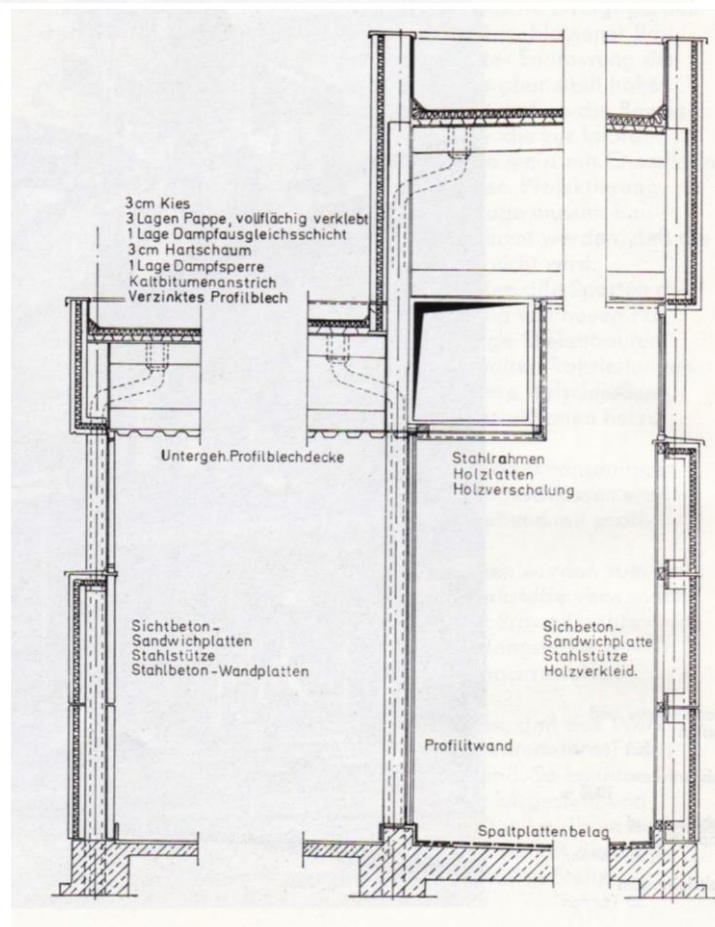 3cm Kies
3 Lagen Pappe, vollflächig verklebt
1 Lage Dampfausgleichsschicht
3cm Hartschaum
1 Lage Dampfsperre
Kaltbitumenanstrich
Verzinktes Profilblech
Untergeh. Profilblechdecke
Stahlrahmen
Holzlatten
Holzverschalung
Sichtbeton-
Sandwichplatten
Stahlstütze
Stahlbeton-Wandplatten
Sichbeton-
Sandwichplatte
Stahlstütze
Holzverkleid.
Profilitwand
Spaltplattenbelag